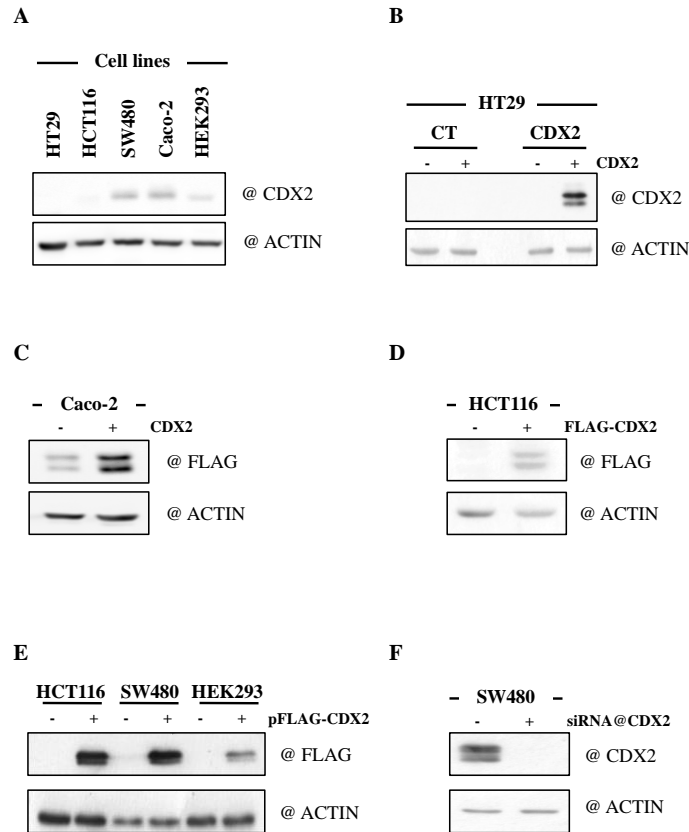 A
Cell lines
HT29 HCT116 SW480 Caco-2 HEK293
@ CDX2
@ ACTIN
B
HT29
CT CDX2
- + - + CDX2
@ CDX2
@ ACTIN
C
Caco-2
- + CDX2
@ FLAG
@ ACTIN
D
HCT116
- + FLAG-CDX2
@ FLAG
@ ACTIN
E
HCT116 SW480 HEK293
- + - + - + pFLAG-CDX2
@ FLAG
@ ACTIN
F
SW480
- + siRNA@CDX2
@ CDX2
@ ACTIN